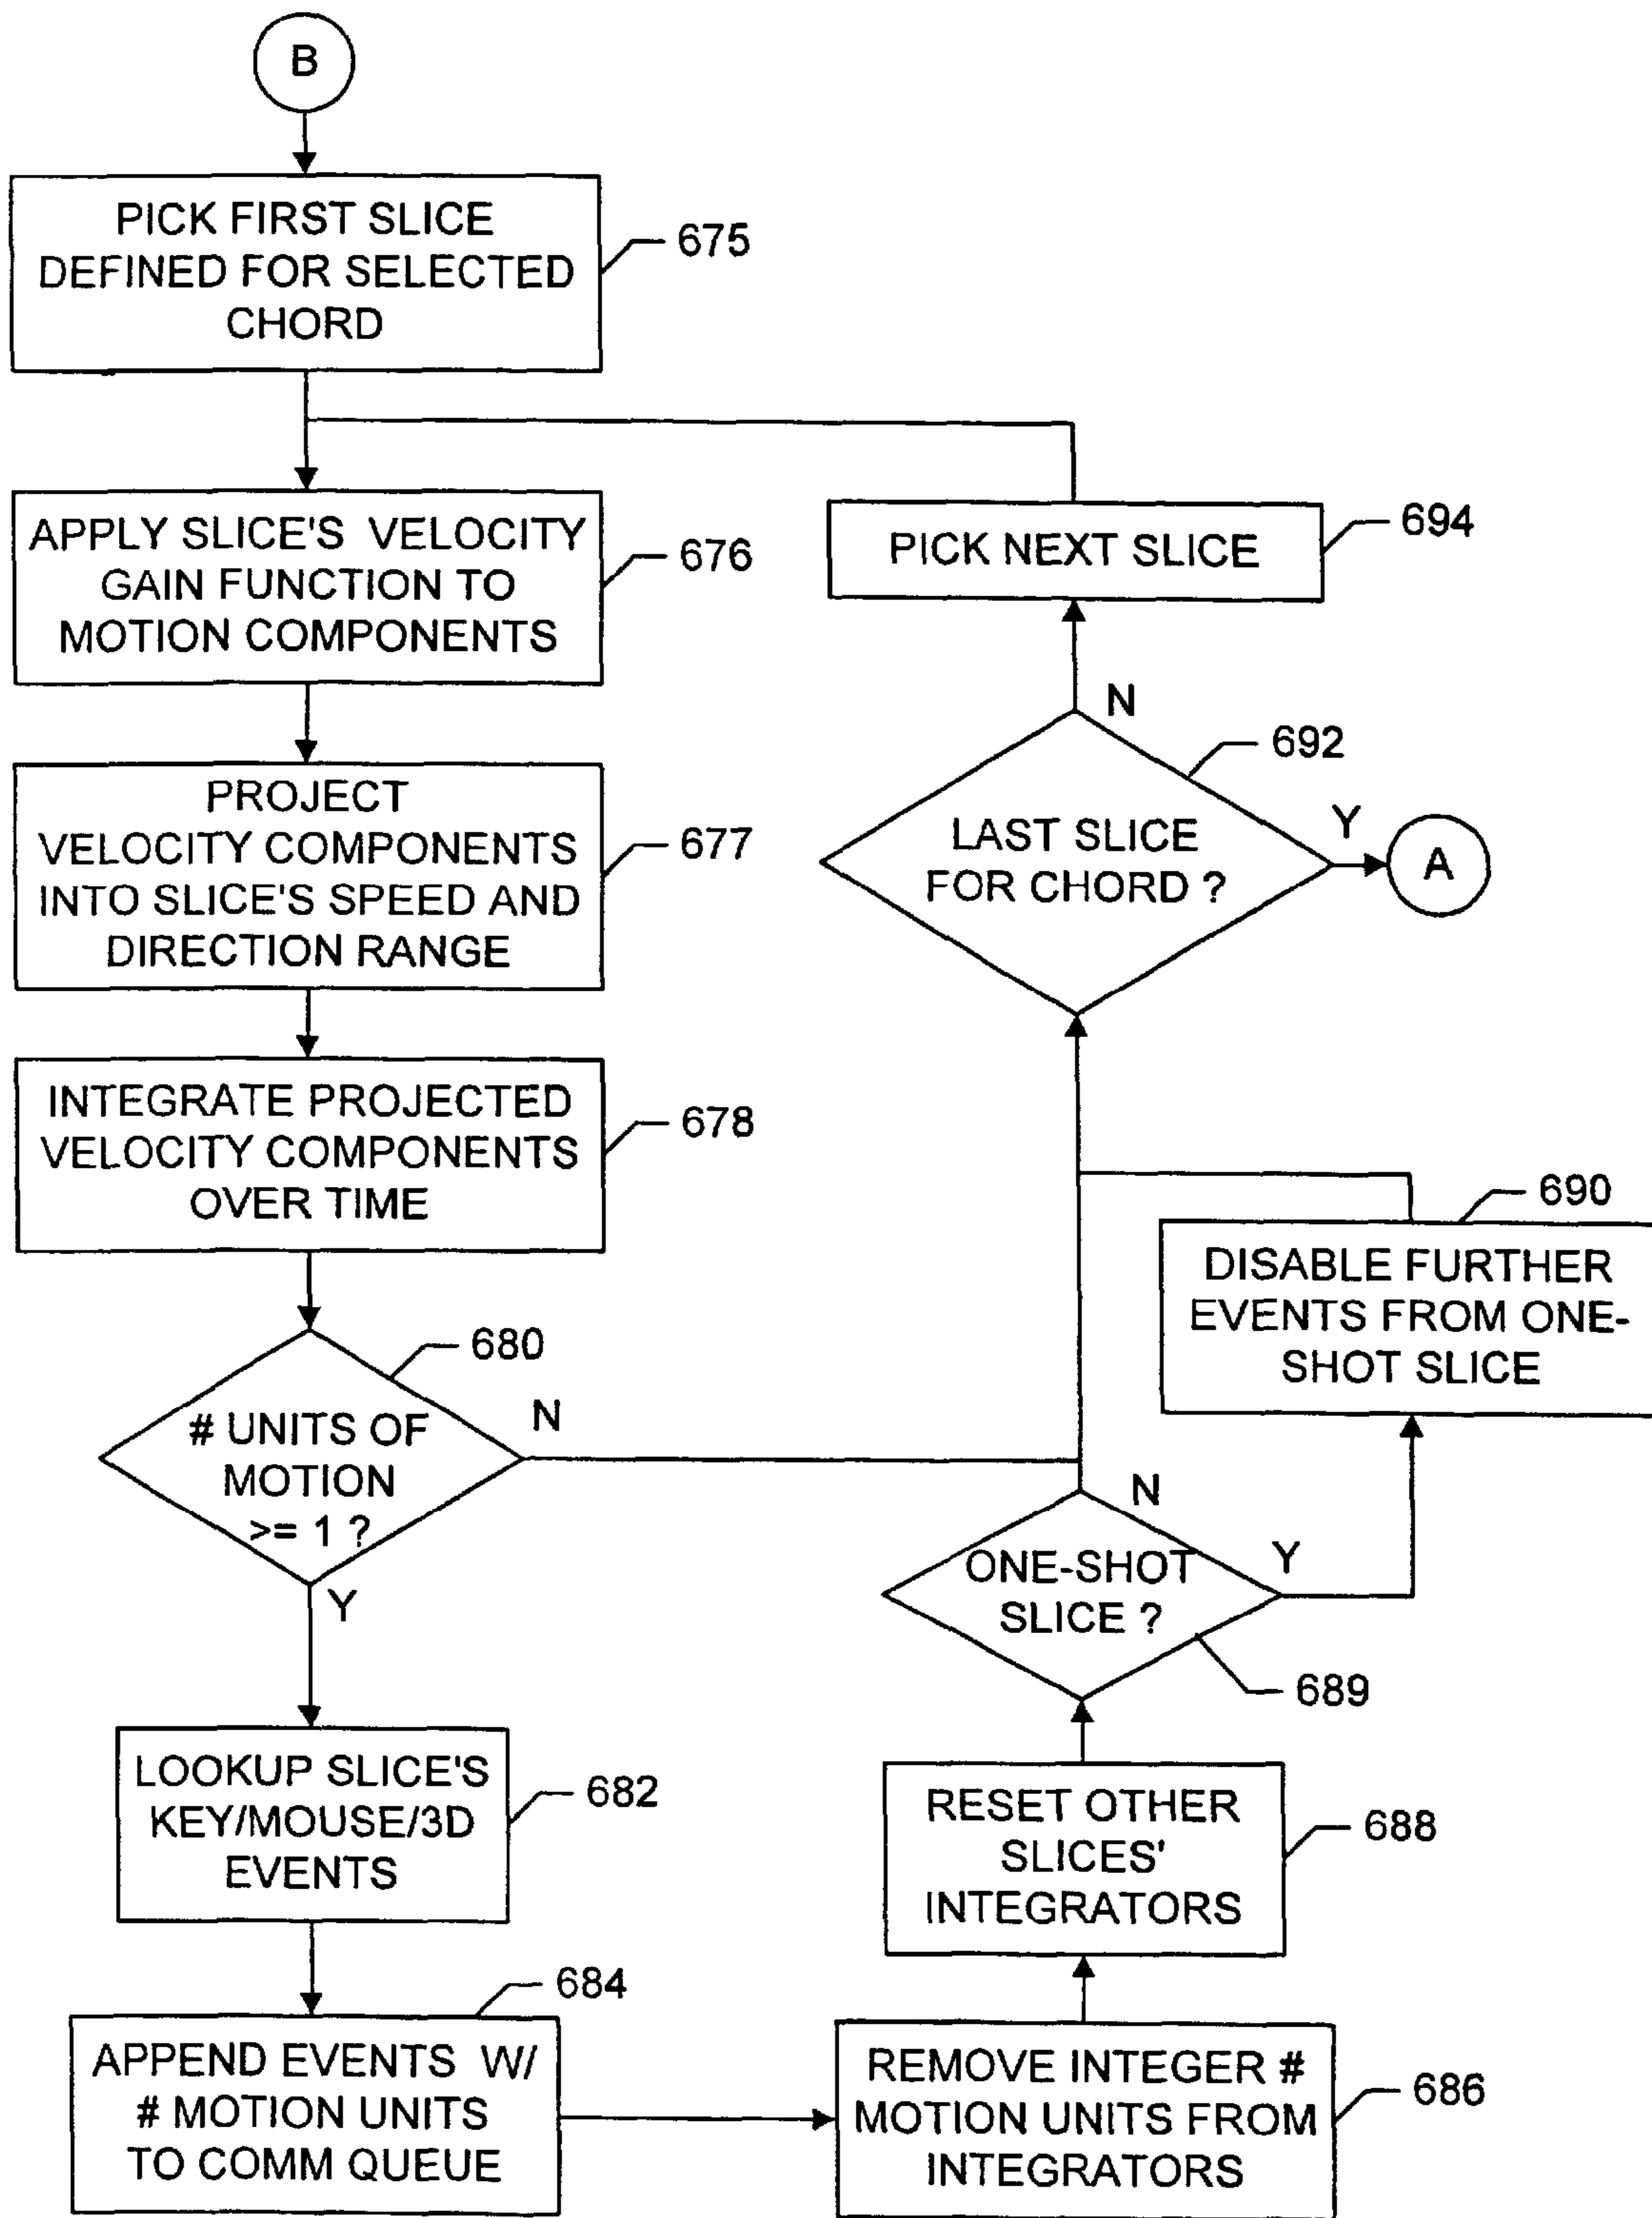 B
PICK FIRST SLICE
DEFINED FOR SELECTED
CHORD
675
APPLY SLICE'S VELOCITY
GAIN FUNCTION TO
MOTION COMPONENTS
676
PROJECT
VELOCITY COMPONENTS
INTO SLICE'S SPEED AND
DIRECTION RANGE
677
INTEGRATE PROJECTED
VELOCITY COMPONENTS
OVER TIME
678
# UNITS OF
MOTION
>= 1 ?
680
N
Y
LOOKUP SLICE'S
KEY/MOUSE/3D
EVENTS
682
APPEND EVENTS W/
# MOTION UNITS
TO COMM QUEUE
684
REMOVE INTEGER #
MOTION UNITS FROM
INTEGRATORS
686
RESET OTHER
SLICES'
INTEGRATORS
688
ONE-SHOT
SLICE ?
689
N
Y
DISABLE FURTHER
EVENTS FROM ONE-
SHOT SLICE
690
LAST SLICE
FOR CHORD ?
692
N
Y
A
PICK NEXT SLICE
694